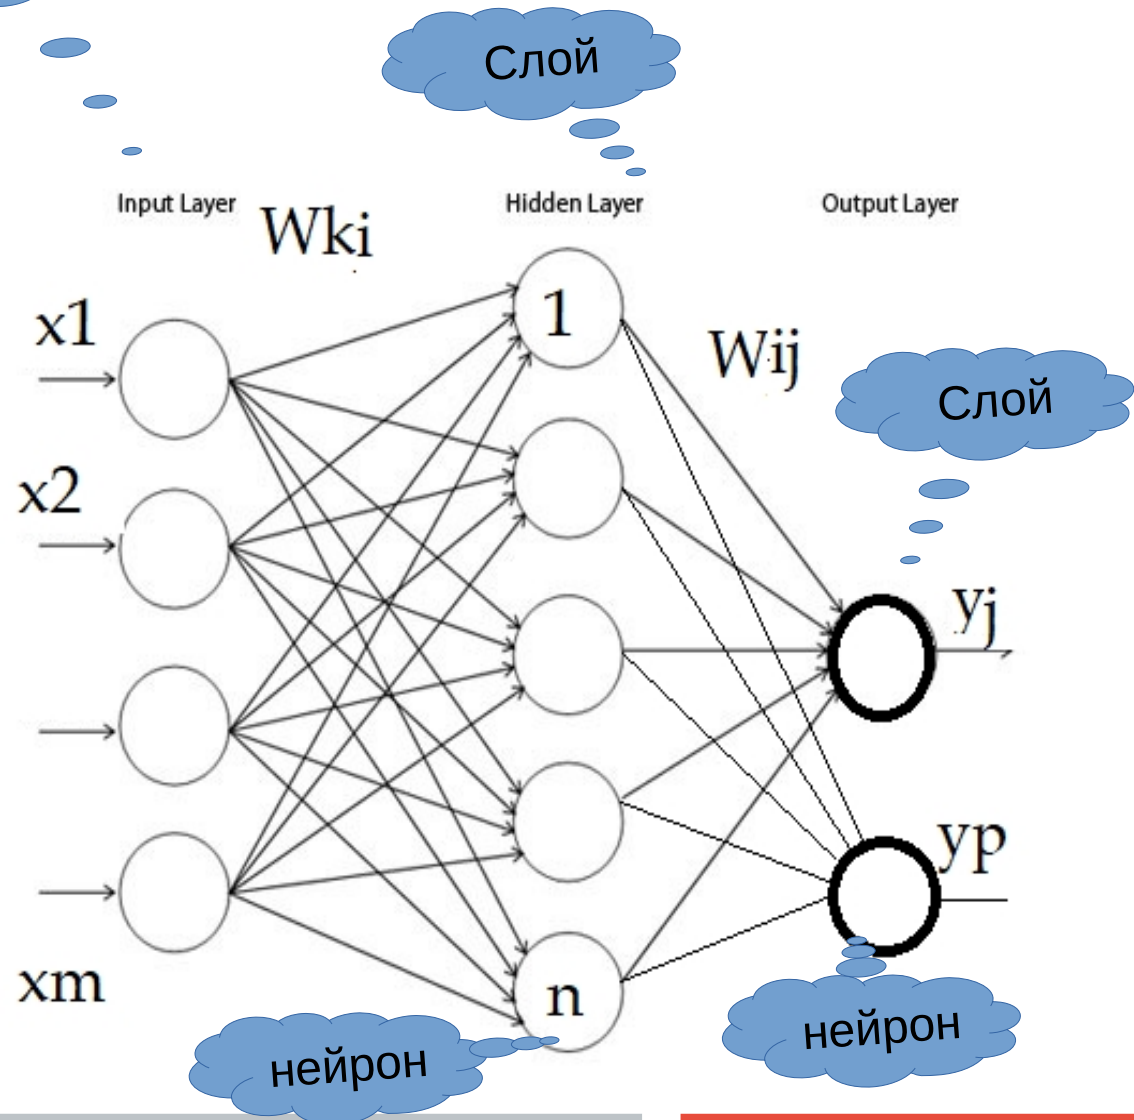 Слой
Input Layer
Hidden Layer
Output Layer
Wki
x1
1
Wij
Слой
x2
yj
yp
xm
n
нейрон
нейрон